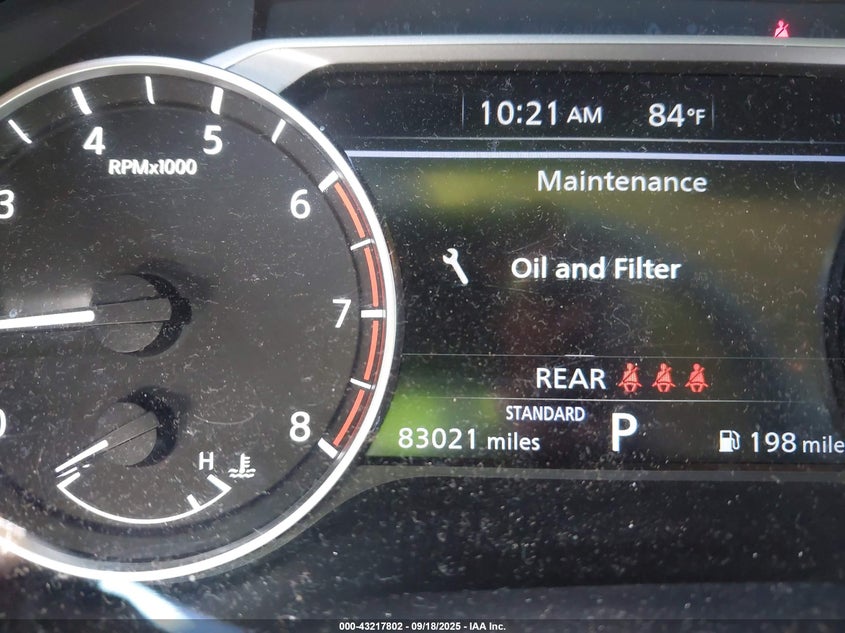 10:21 AM 84°F
4 5
RPMx1000
Maintenance
3 6
Oil and Filter
7
REAR
STANDARD
0 8 83021 miles P 198 mile
H
000-43217802 - 09/18/2025 - IAA Inc.